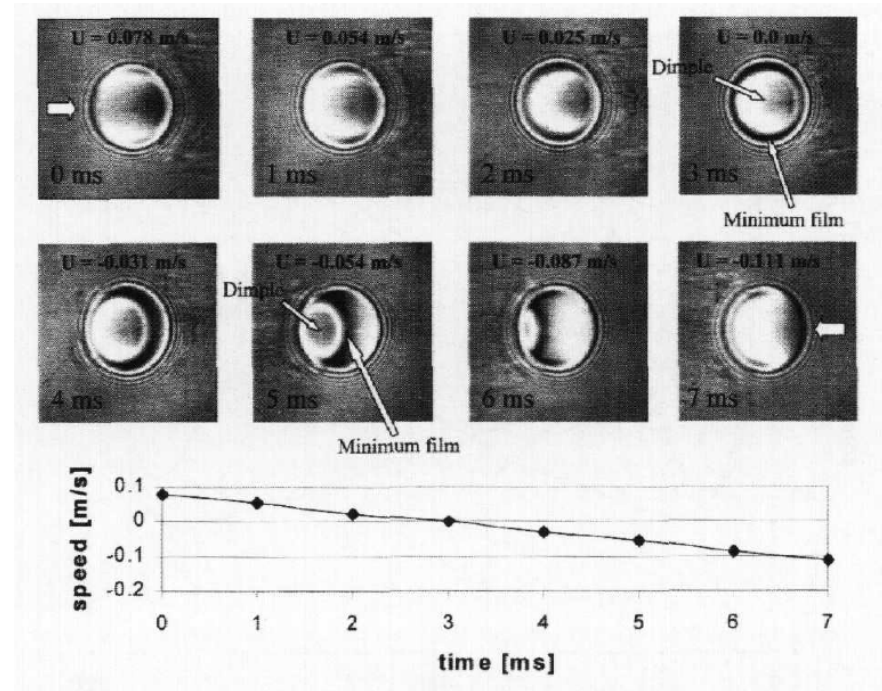 U = 0.078 m/s
U = 0.054 m/s
U = 0.025 m/s
U = 0.0 m/s
Dimple
0 ms
1 ms
2 ms
3 ms
Minimum film
U = -0.031 m/s
U = -0.054 m/s
U = -0.087 m/s
U = -0.111 m/s
Dimple
4 ms
5 ms
6 ms
7 ms
Minimum film
speed [m/s]
0.1
0
-0.1
-0.2
0
1
2
3
4
5
6
7
time [ms]